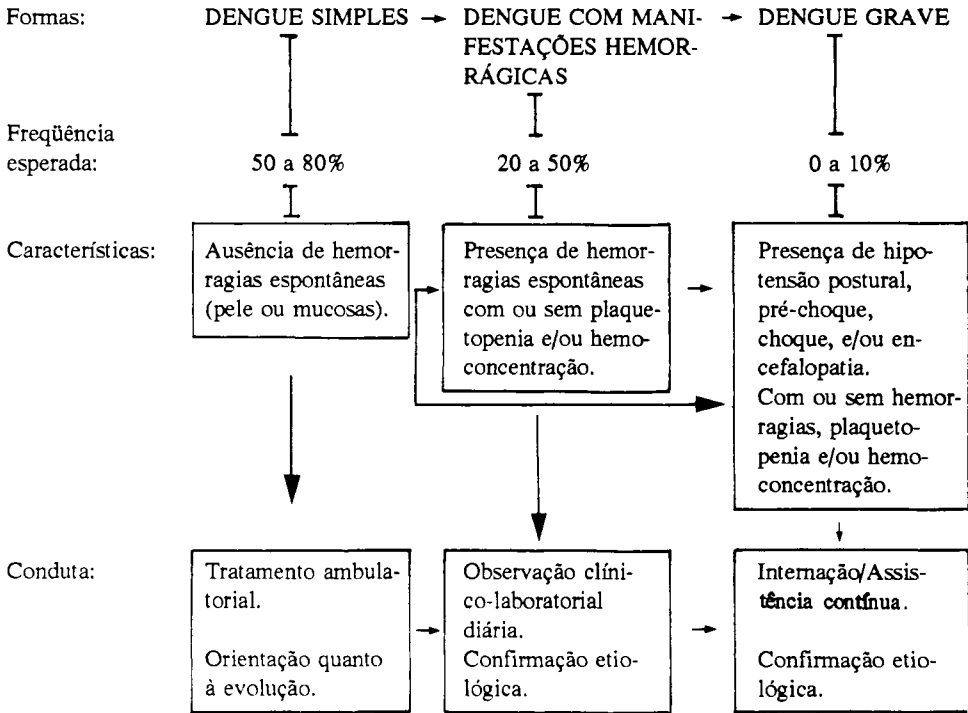 Formas:
DENGUE SIMPLES → DENGUE COM MANI-
FESTAÇÕES HEMOR-
RÁGICAS
→ DENGUE GRAVE
Freqüência
esperada:
50 a 80%
20 a 50%
0 a 10%
Características:
Ausência de hemor-
ragias espontâneas
(pele ou mucosas).
Presença de hemor-
ragias espontâneas
com ou sem plaque-
topenia e/ou hemo-
concentração.
Presença de hipo-
tensão postural,
pré-choque,
choque, e/ou en-
cefalopatia.
Com ou sem hemor-
ragias, plaqueto-
penia e/ou hemo-
concentração.
Conduta:
Tratamento ambula-
torial.
Orientação quanto
à evolução.
Observação clíni-
co-laboratorial
diária.
Confirmação etio-
lógica.
Internação/Assis-
tência contínua.
Confirmação etio-
lógica.